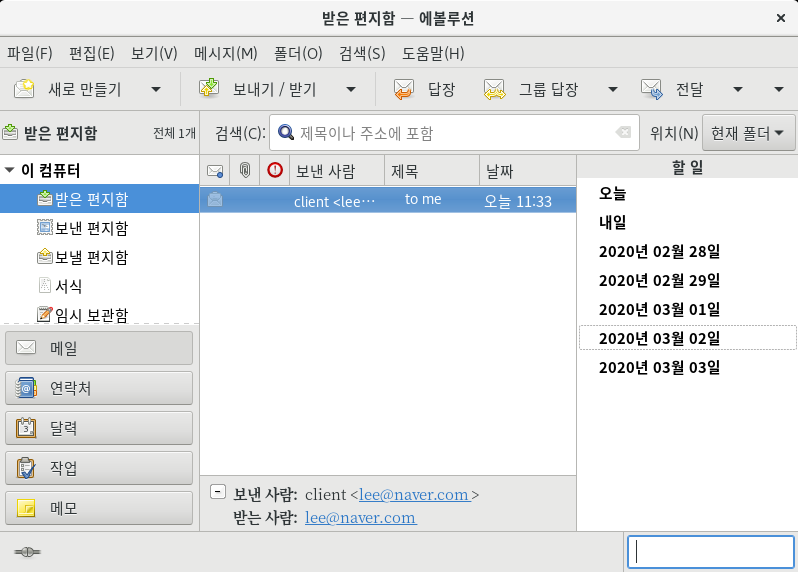 받은 편지함 — 에볼루션
파일(F) 편집(E) 보기(V) 메시지(M) 폴더(O) 검색(S) 도움말(H)
새로 만들기 보내기 / 받기 답장 그룹 답장 전달
받은 편지함 전체 1개 검색(C): 제목이나 주소에 포함 위치(N) 현재 폴더
이 컴퓨터
받은 편지함
보낸 편지함
보낼 편지함
서식
임시 보관함
메일
연락처
달력
작업
메모
보낸 사람 제목 날짜
client <lee… to me 오늘 11:33
보낸 사람: client <lee@naver.com>
받는 사람: lee@naver.com
할 일
오늘
내일
2020년 02월 28일
2020년 02월 29일
2020년 03월 01일
2020년 03월 02일
2020년 03월 03일